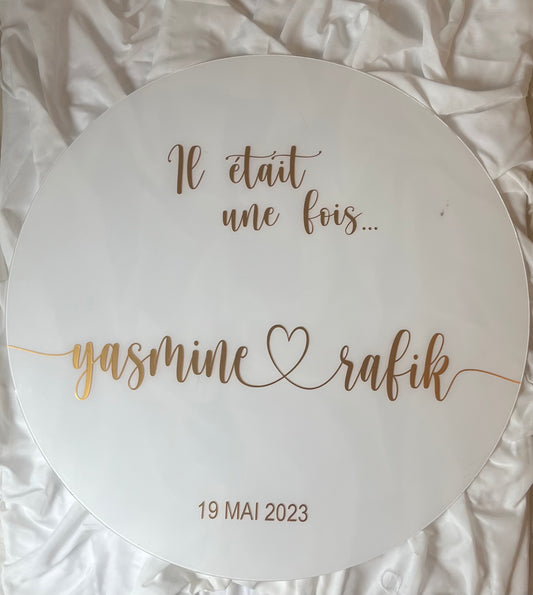 Il était
une fois...
yasmine rafik
19 MAI 2023